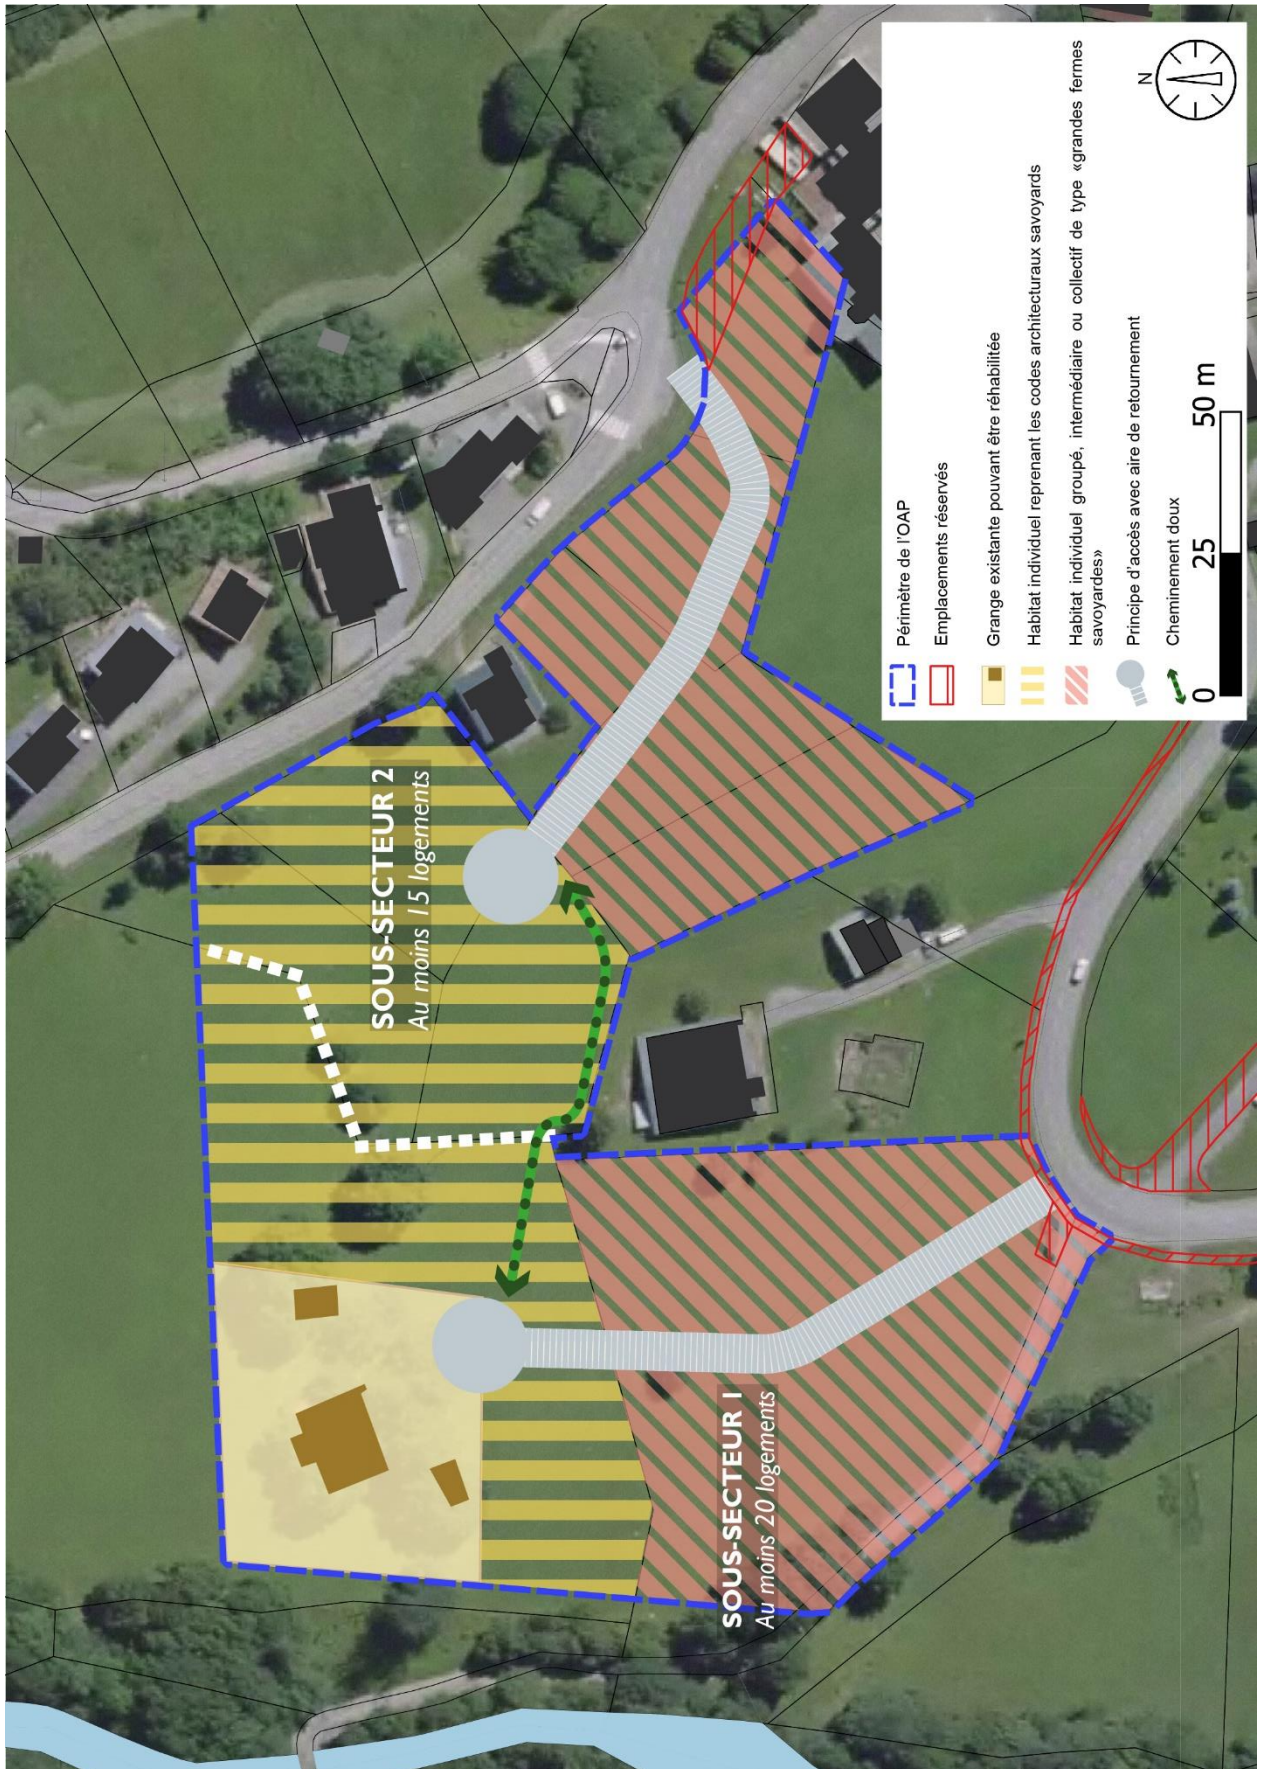 SOUS-SECTEUR 1
Au moins 20 logements
SOUS-SECTEUR 2
Au moins 15 logements
Périmètre de l'OAP
Emplacements réservés
Grange existante pouvant être réhabilitée
Habitat individuel reprenant les codes architecturaux savoyards
Habitat individuel groupé, intermédiaire ou collectif de type «grandes fermes
savoyardes»
Principe d'accès avec aire de retournement
Cheminement doux
0 25 50 m
N